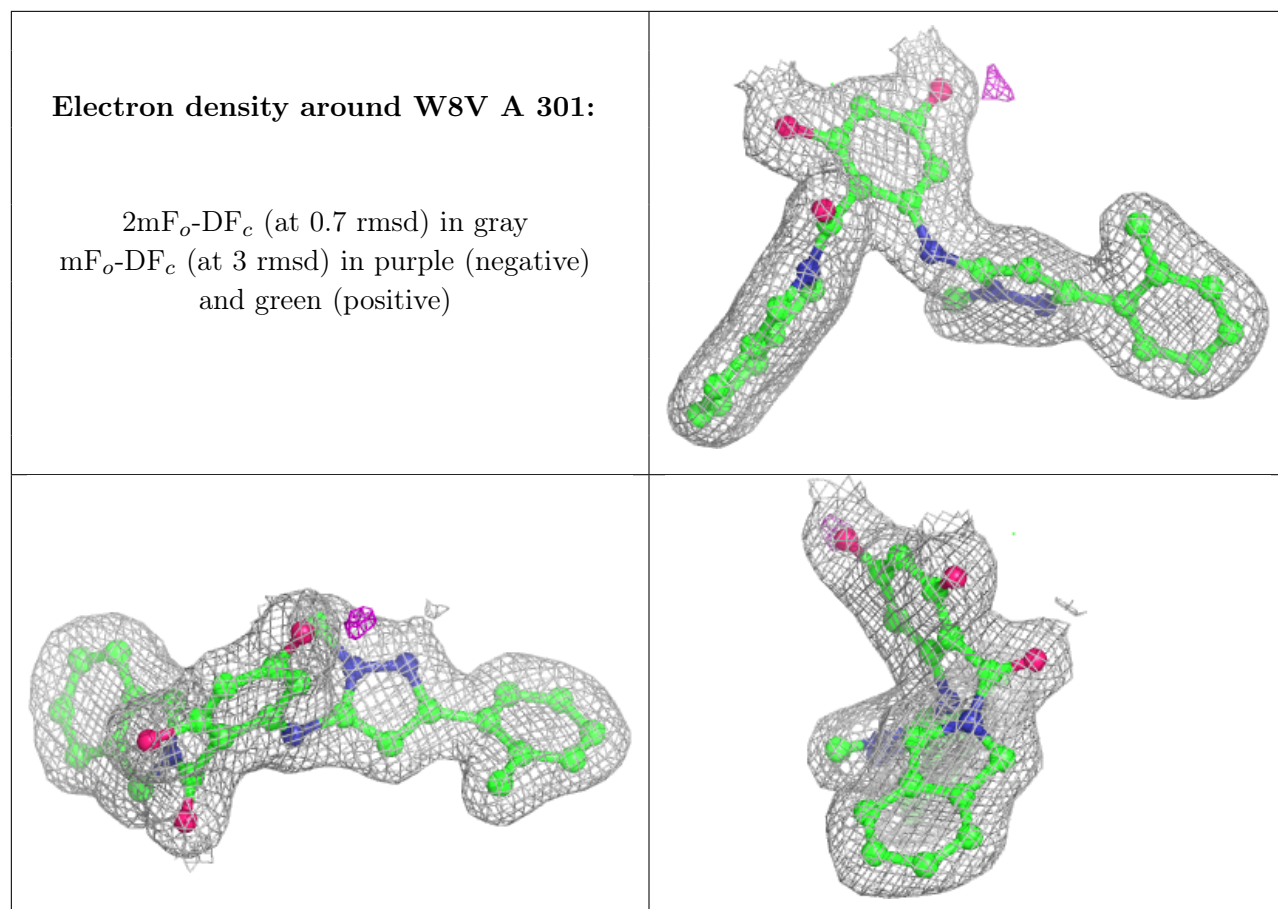 Electron density around W8V A 301:
2mFo-DFc (at 0.7 rmsd) in gray
mFo-DFc (at 3 rmsd) in purple (negative)
and green (positive)